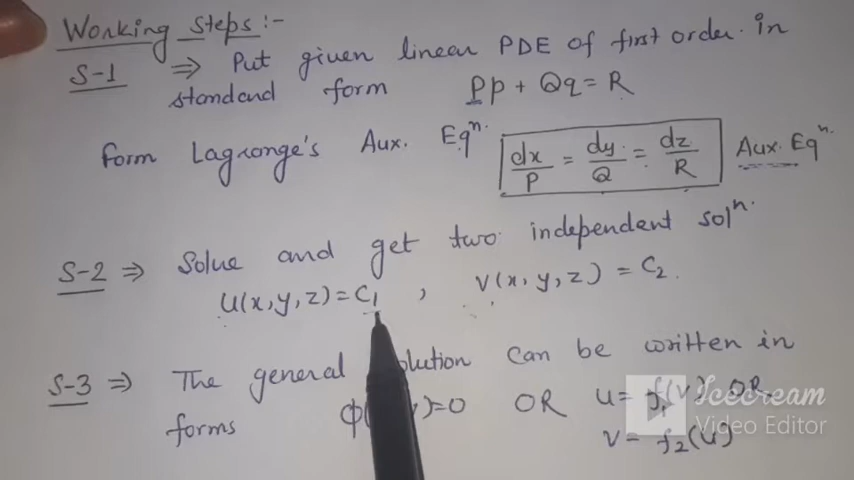 Working Steps :-
S-1 ⇒ Put given linear PDE of first order in
standard form Pp + Qq = R
form Lagrange's Aux. Eqⁿ. dx/P = dy/Q = dz/R Aux. Eqⁿ.
S-2 ⇒ Solve and get two independent solⁿ.
u(x, y, z) = C₁ , v(x, y, z) = C₂.
S-3 ⇒ The general can be written in
forms =0 OR u = f₁(v) OR
v = f₂(u)
Icecream
Video Editor